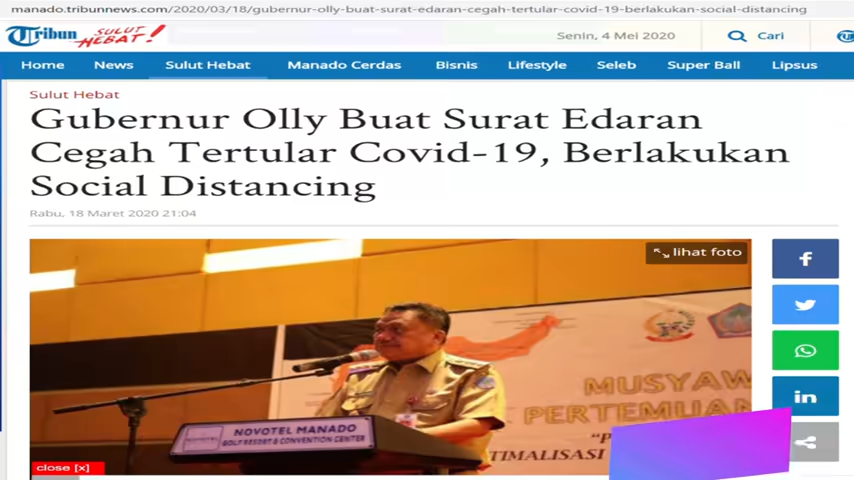 manado.tribunnews.com/2020/03/18/gubernur-olly-buat-surat-edaran-cegah-tertular-covid-19-berlakukan-social-distancing
Tribun SULUT HEBAT!
Senin, 4 Mei 2020
Cari
Home News Sulut Hebat Manado Cerdas Bisnis Lifestyle Seleb Super Ball Lipsus
Sulut Hebat
Gubernur Olly Buat Surat Edaran
Cegah Tertular Covid-19, Berlakukan
Social Distancing
Rabu, 18 Maret 2020 21:04
lihat foto
MUSYAW
PERTEMUAN
"P
TIMALISASI
NOVOTEL MANADO
GOLF RESORT & CONVENTION CENTER
close [x]